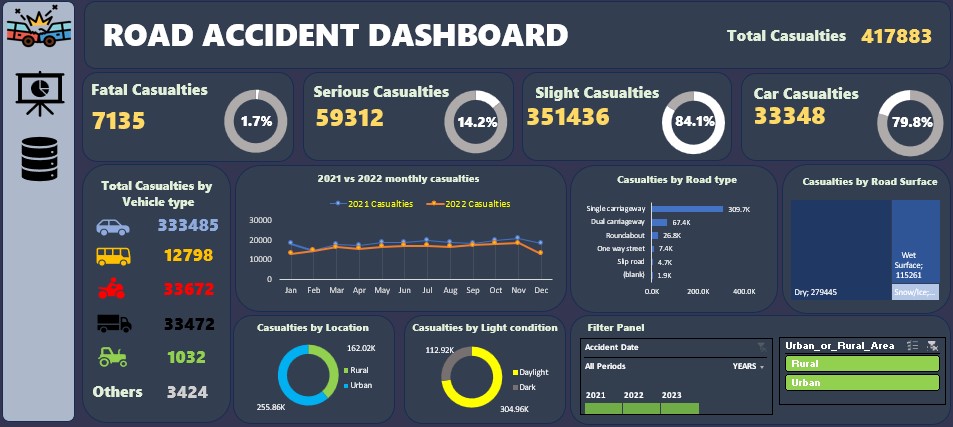 ROAD ACCIDENT DASHBOARD
Total Casualties 417883
Fatal Casualties
7135
1.7%
Serious Casualties
59312
14.2%
Slight Casualties
351436
84.1%
Car Casualties
33348
79.8%
Total Casualties by
Vehicle type
333485
12798
33672
33472
1032
Others 3424
2021 vs 2022 monthly casualties
2021 Casualties 2022 Casualties
30000
20000
10000
0
Jan Feb Mar Apr May Jun Jul Aug Sep Oct Nov Dec
Casualties by Road type
Single carriageway 309.7K
Dual carriageway 67.4K
Roundabout 26.8K
One way street 7.4K
Slip road 4.7K
(blank) 1.9K
0.0K 200.0K 400.0K
Casualties by Road Surface
Dry; 279445
Wet
Surface;
115261
Snow/Ice;...
Casualties by Location
162.02K
Rural
Urban
255.86K
Casualties by Light condition
112.92K
Daylight
Dark
304.96K
Filter Panel
Accident Date
All Periods YEARS
2021 2022 2023
Urban_or_Rural_Area
Rural
Urban